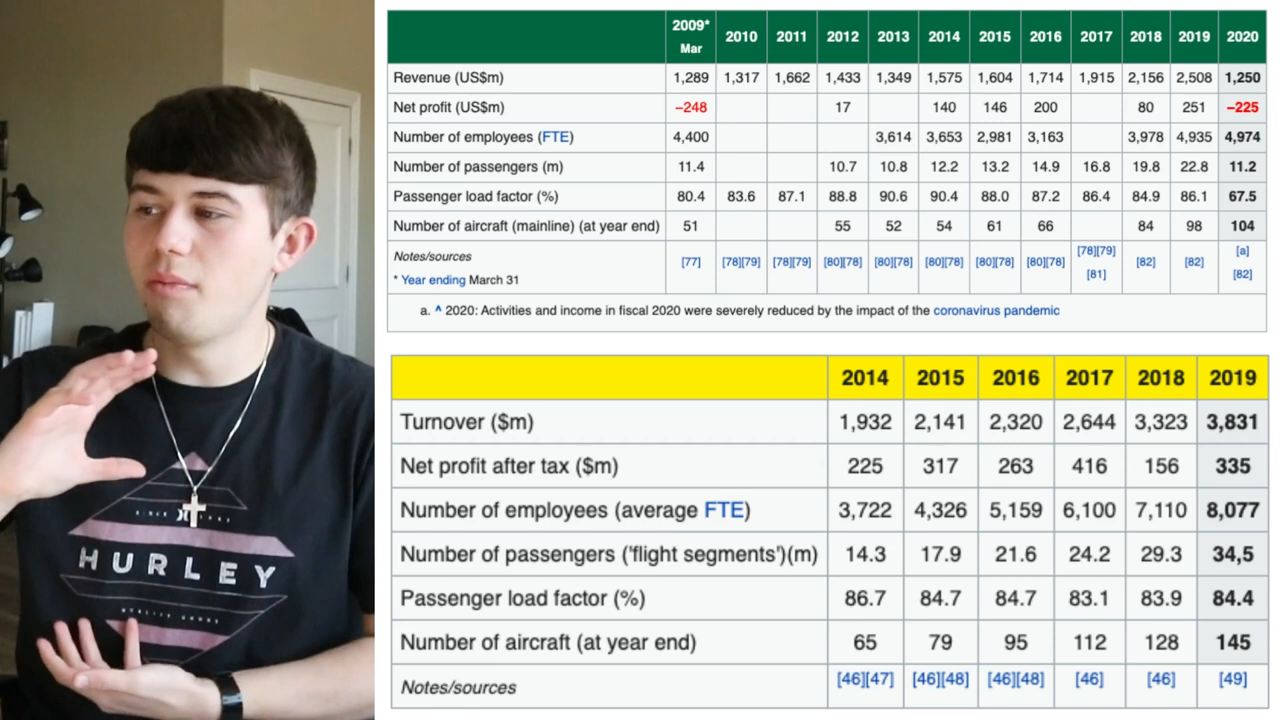 2009* 2010 2011 2012 2013 2014 2015 2016 2017 2018 2019 2020
Mar
Revenue (US$m) 1,289 1,317 1,662 1,433 1,349 1,575 1,604 1,714 1,915 2,156 2,508 1,250
Net profit (US$m) −248 17 140 146 200 80 251 −225
Number of employees (FTE) 4,400 3,614 3,653 2,981 3,163 3,978 4,935 4,974
Number of passengers (m) 11.4 10.7 10.8 12.2 13.2 14.9 16.8 19.8 22.8 11.2
Passenger load factor (%) 80.4 83.6 87.1 88.8 90.6 90.4 88.0 87.2 86.4 84.9 86.1 67.5
Number of aircraft (mainline) (at year end) 51 55 52 54 61 66 84 98 104
Notes/sources [77] [78][79] [78][79] [80][78] [80][78] [80][78] [80][78] [80][78] [78][79] [82] [82] [a]
* Year ending March 31 [81] [82]
a. ^ 2020: Activities and income in fiscal 2020 were severely reduced by the impact of the coronavirus pandemic
2014 2015 2016 2017 2018 2019
Turnover ($m) 1,932 2,141 2,320 2,644 3,323 3,831
Net profit after tax ($m) 225 317 263 416 156 335
Number of employees (average FTE) 3,722 4,326 5,159 6,100 7,110 8,077
Number of passengers ('flight segments')(m) 14.3 17.9 21.6 24.2 29.3 34,5
Passenger load factor (%) 86.7 84.7 84.7 83.1 83.9 84.4
Number of aircraft (at year end) 65 79 95 112 128 145
Notes/sources [46][47] [46][48] [46][48] [46] [46] [49]
HURLEY